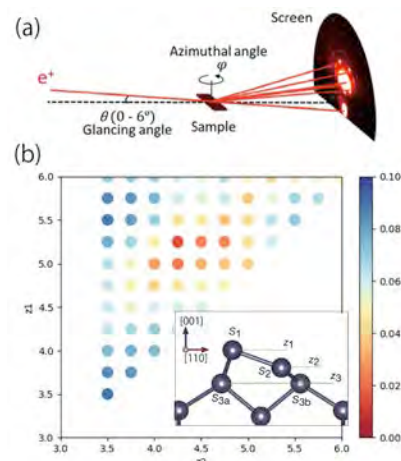 (a)
Screen
Azimuthal angle
φ
e⁺
θ (0 - 6°)
Glancing angle
Sample
(b)
6.0
5.5
5.0
4.5
4.0
3.5
3.0
z1
3.0 3.5 4.0 4.5 5.0 5.5 6.0
0.10
0.08
0.06
0.04
0.02
0.00
[001]
[110]
S1
z1
S2
z2
z3
S3a
S3b